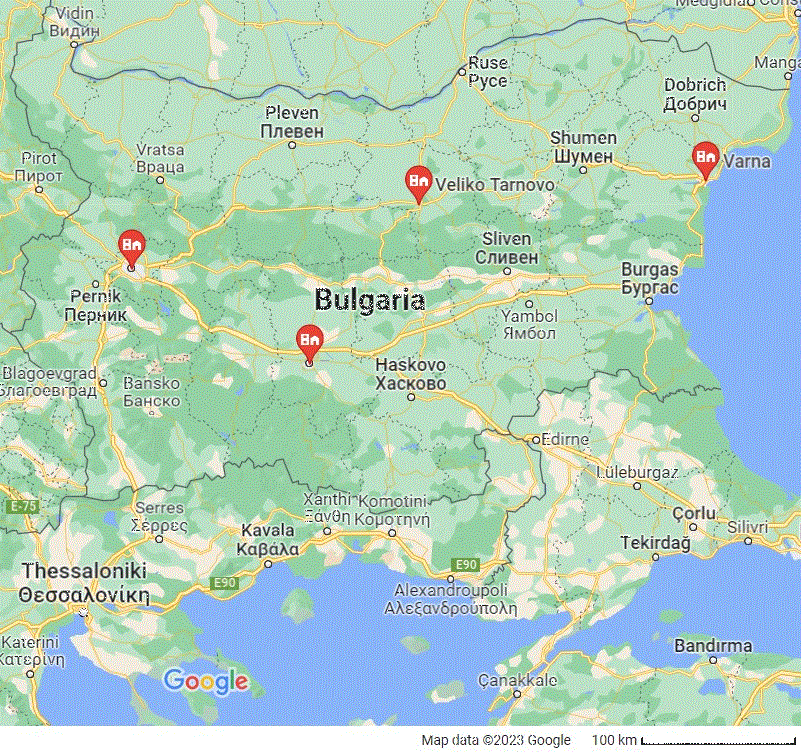 Medgidia
Cons
Vidin
Видин
Ruse
Русе
Manga
Dobrich
Добрич
Pleven
Плевен
Shumen
Шумен
Pirot
Пирот
Vratsa
Враца
Varna
Veliko Tarnovo
Sliven
Сливен
Burgas
Бургас
Pernik
Перник
Bulgaria
Yambol
Ямбол
Haskovo
Хасково
Blagoevgrad
Благоевград
Bansko
Банско
Edirne
Lüleburgaz
E-75
Serres
Σέρρες
Xanthi
Ξάνθη
Komotini
Κομοτηνή
Kavala
Καβάλα
Çorlu
Silivri
Tekirdağ
Thessaloniki
Θεσσαλονίκη
E90
E90
Alexandroupoli
Αλεξανδρούπολη
Katerini
Κατερίνη
Bandırma
Google
Çanakkale
Map data ©2023 Google 100 km